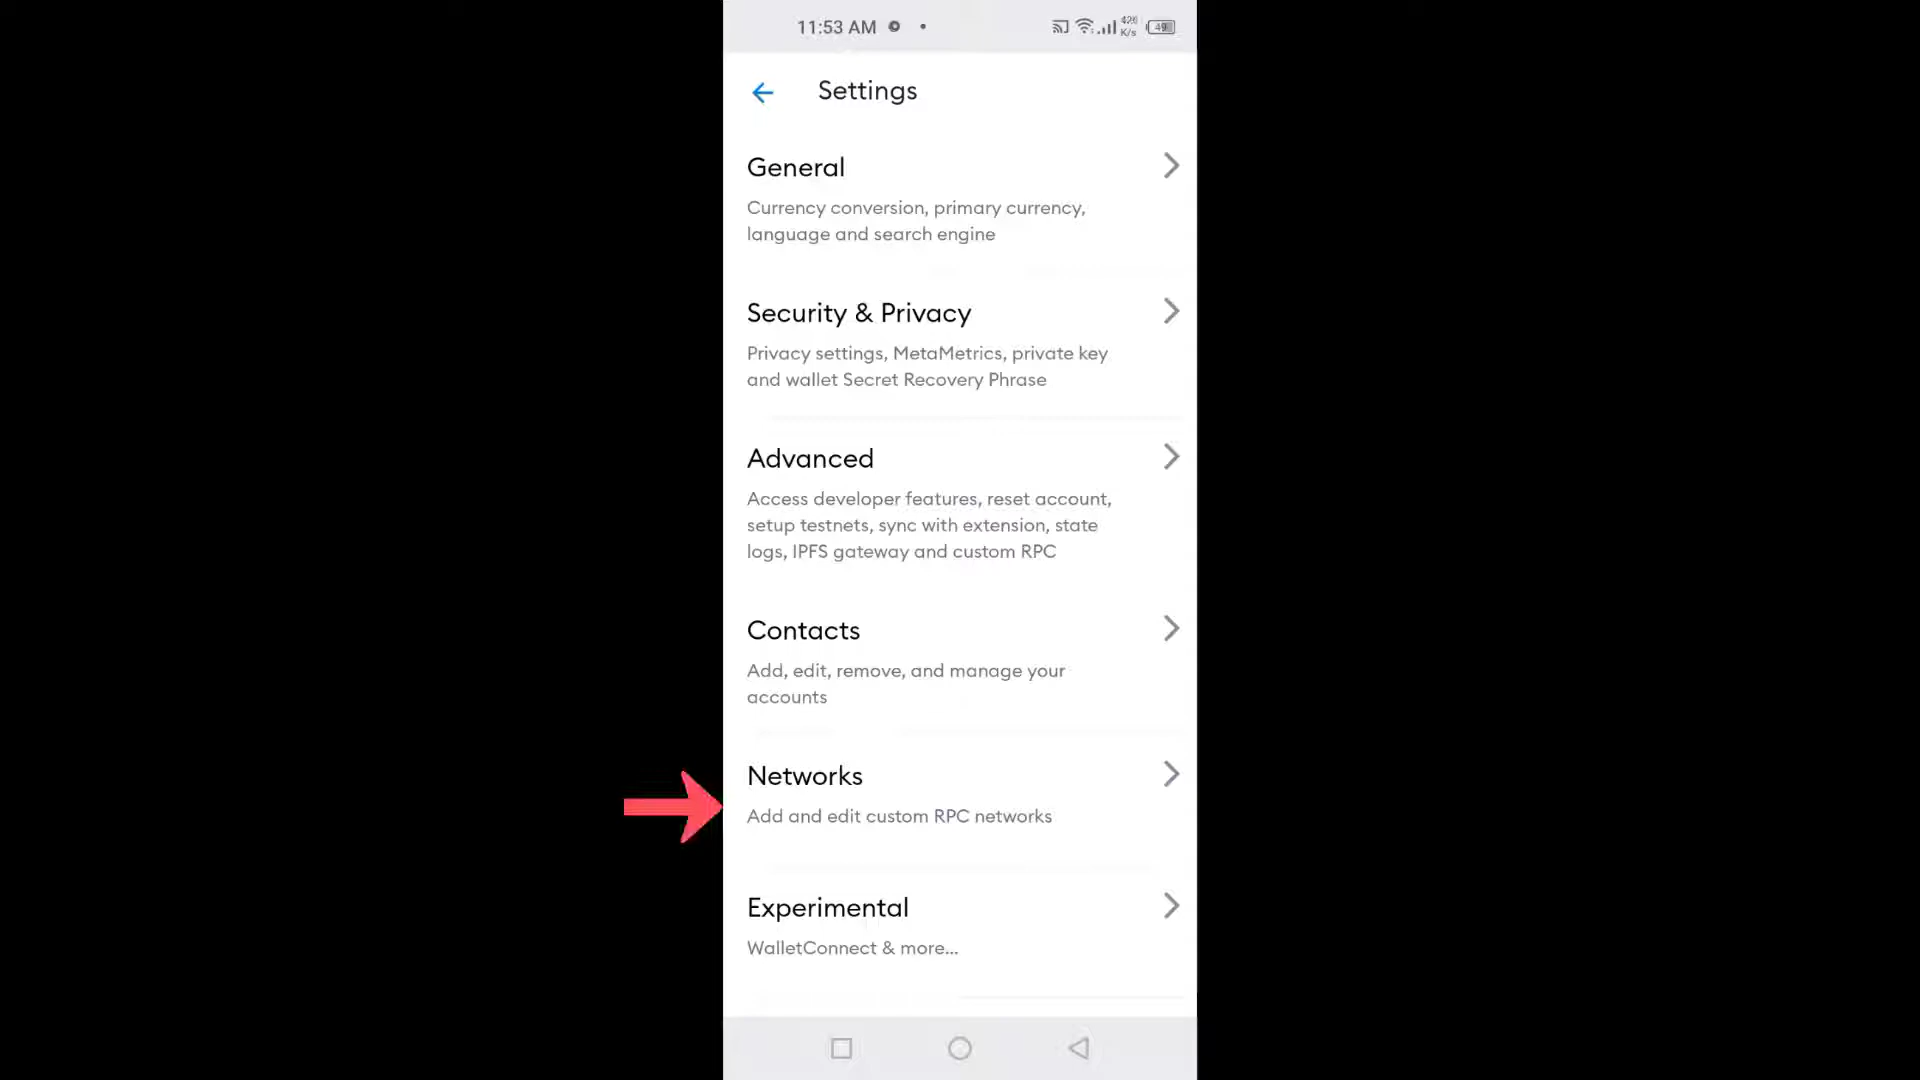 11:53 AM
426
K/s
49
Settings
General
Currency conversion, primary currency,
language and search engine
Security & Privacy
Privacy settings, MetaMetrics, private key
and wallet Secret Recovery Phrase
Advanced
Access developer features, reset account,
setup testnets, sync with extension, state
logs, IPFS gateway and custom RPC
Contacts
Add, edit, remove, and manage your
accounts
Networks
Add and edit custom RPC networks
Experimental
WalletConnect & more...